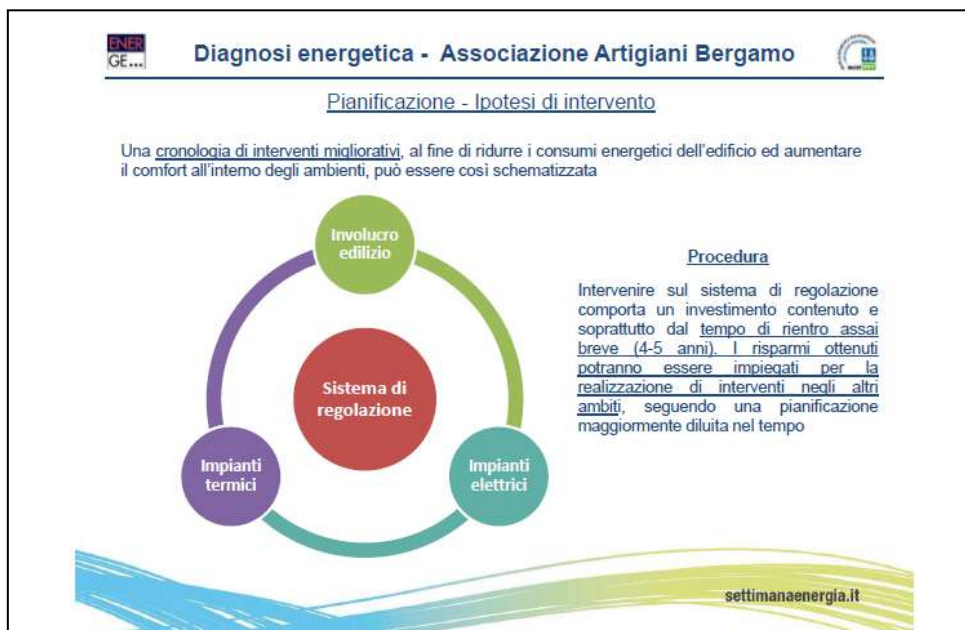 ENER
GE...
Diagnosi energetica - Associazione Artigiani Bergamo
Pianificazione - Ipotesi di intervento
Una cronologia di interventi migliorativi, al fine di ridurre i consumi energetici dell'edificio ed aumentare
il comfort all'interno degli ambienti, può essere così schematizzata
Involucro
edilizio
Sistema di
regolazione
Impianti
termici
Impianti
elettrici
Procedura
Intervenire sul sistema di regolazione
comporta un investimento contenuto e
soprattutto dal tempo di rientro assai
breve (4-5 anni). I risparmi ottenuti
potranno essere impiegati per la
realizzazione di interventi negli altri
ambiti, seguendo una pianificazione
maggiormente diluita nel tempo
settimanaenergia.it